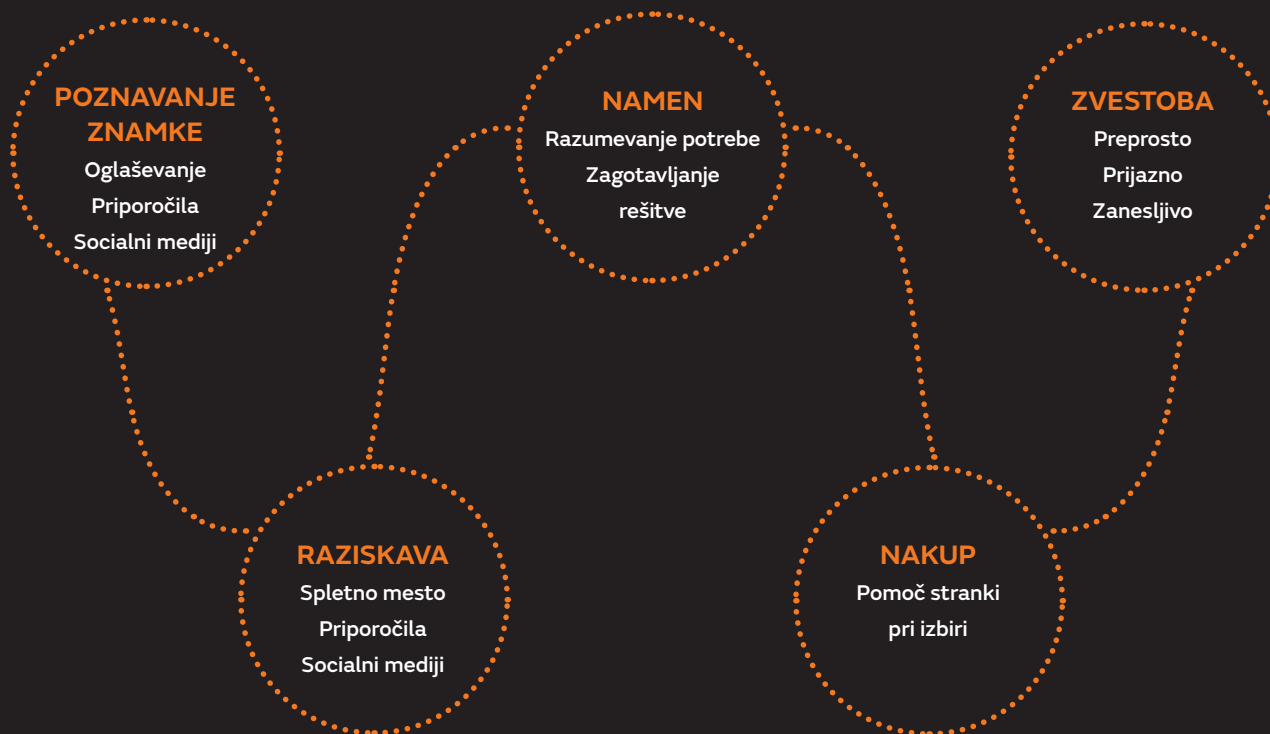 POZNAVANJE
ZNAMKE
Oglaševanje
Priporočila
Socialni mediji
RAZISKAVA
Spletno mesto
Priporočila
Socialni mediji
NAMEN
Razumevanje potrebe
Zagotavljanje
rešitve
NAKUP
Pomoč stranki
pri izbiri
ZVESTOBA
Preprosto
Prijazno
Zanesljivo